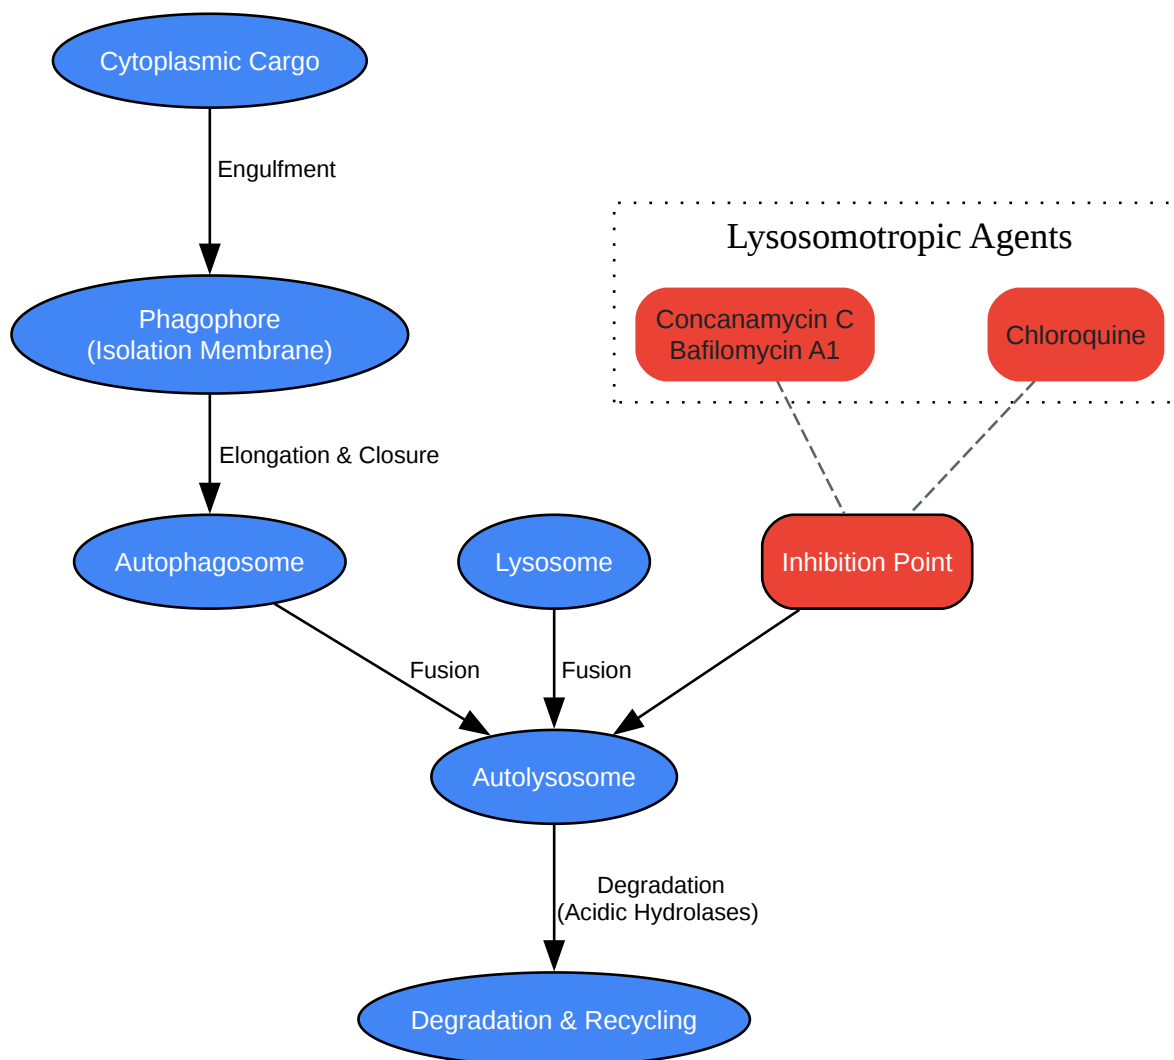 Cytoplasmic Cargo
Engulfment
Lysosomotropic Agents
Phagophore
(Isolation Membrane)
Concanamycin C
Bafilomycin A1
Chloroquine
Elongation & Closure
Autophagosome
Lysosome
Inhibition Point
Fusion
Fusion
Autolysosome
Degradation
(Acidic Hydrolases)
Degradation & Recycling